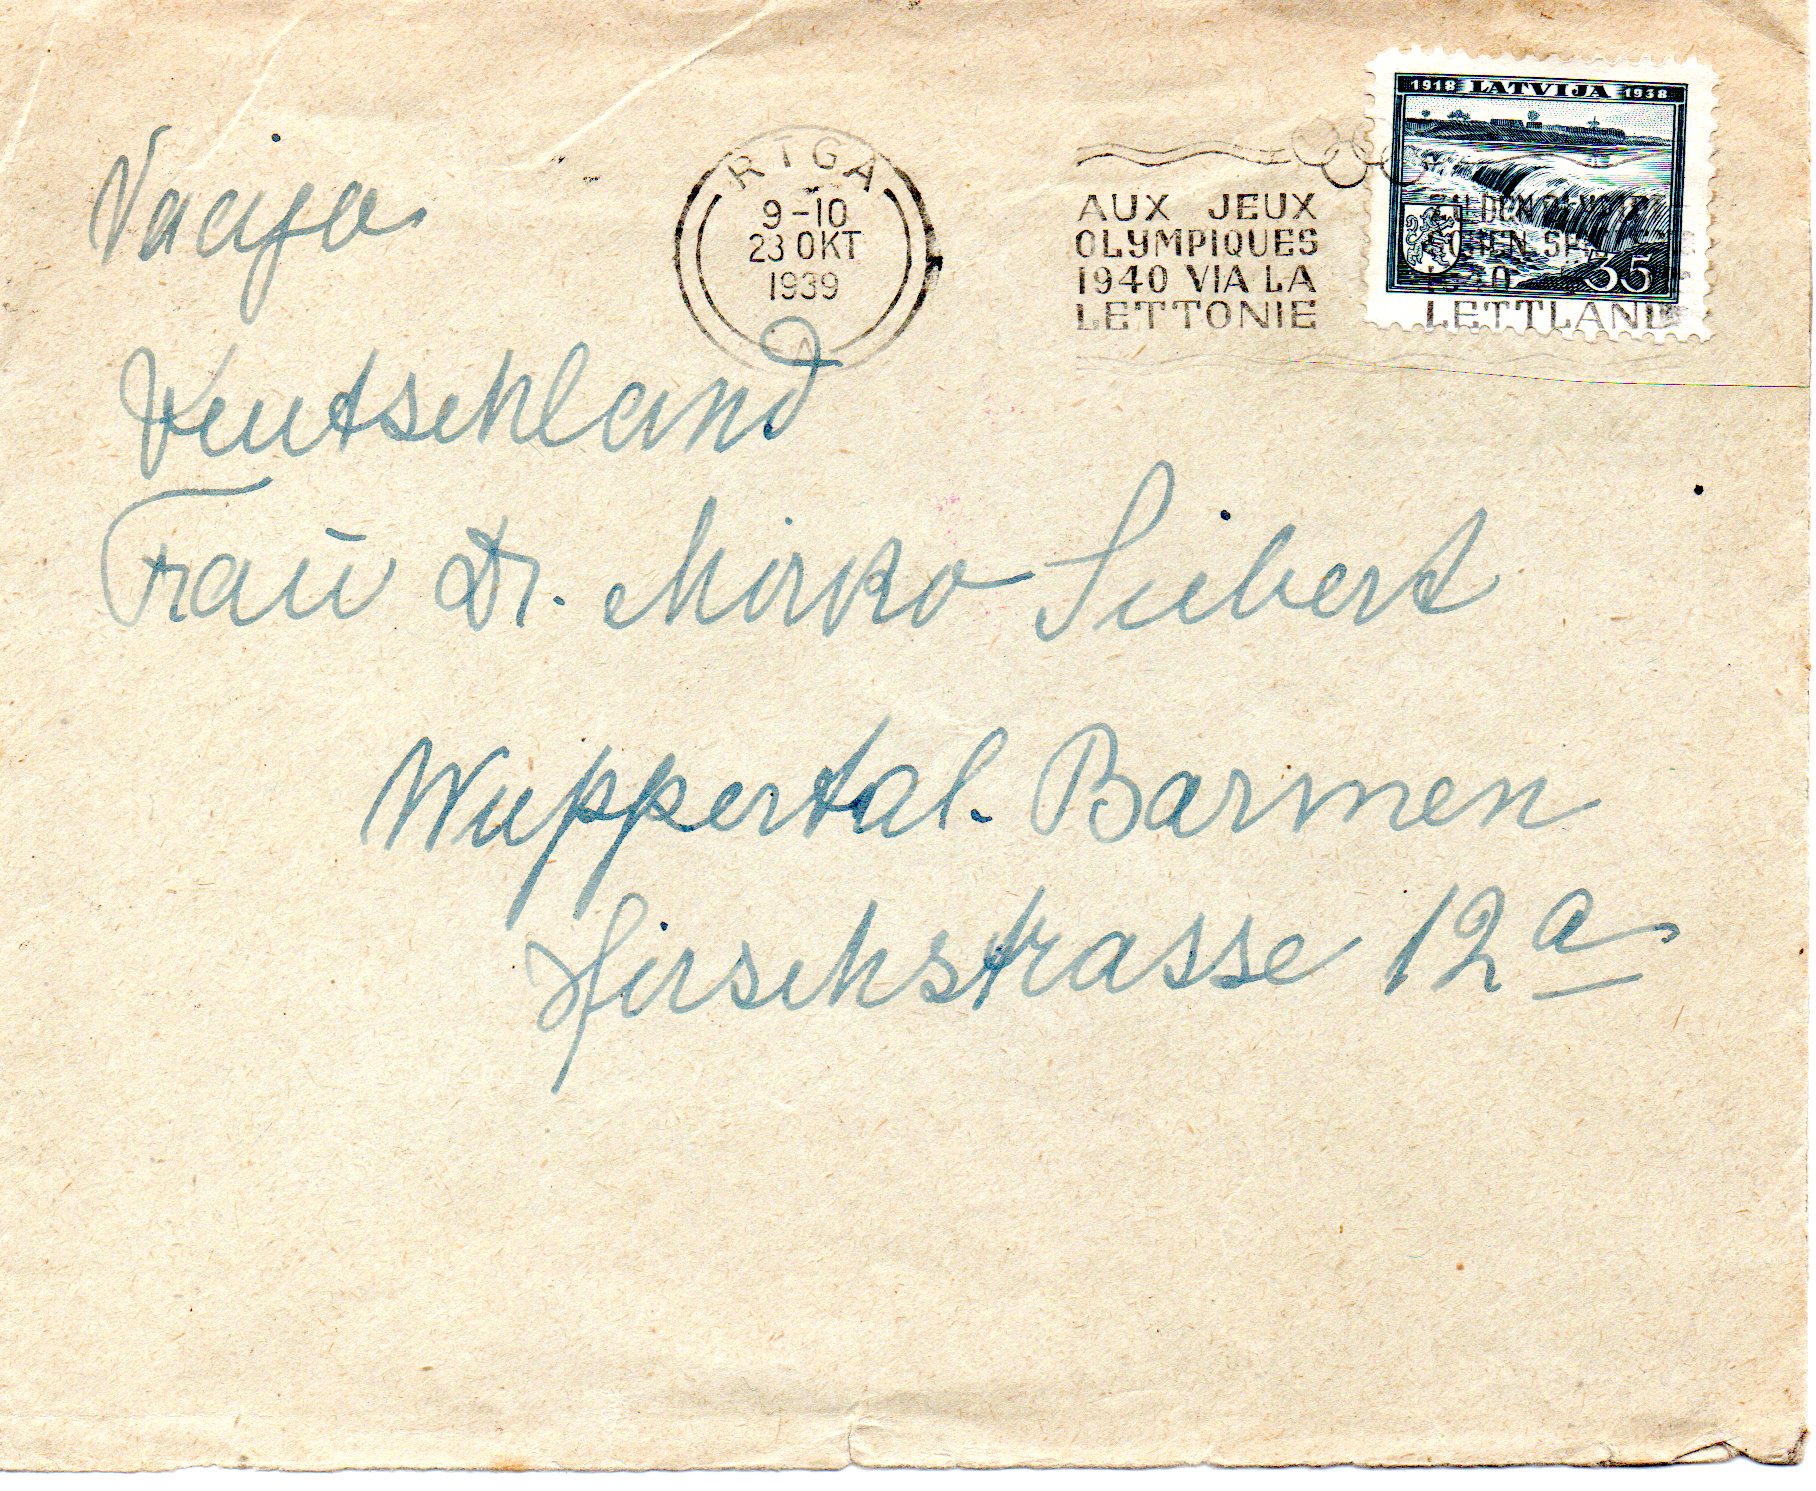 1918 LATVIJA 1938
35
RIGA
9-10
23 OKT
1939
A
AUX JEUX
OLYMPIQUES
1940 VIA LA
LETTONIE
LETTLAND
Vacija
Deutschland
Frau Dr. Mirko Siebert
Wuppertal-Barmen
Hirschstrasse 12a